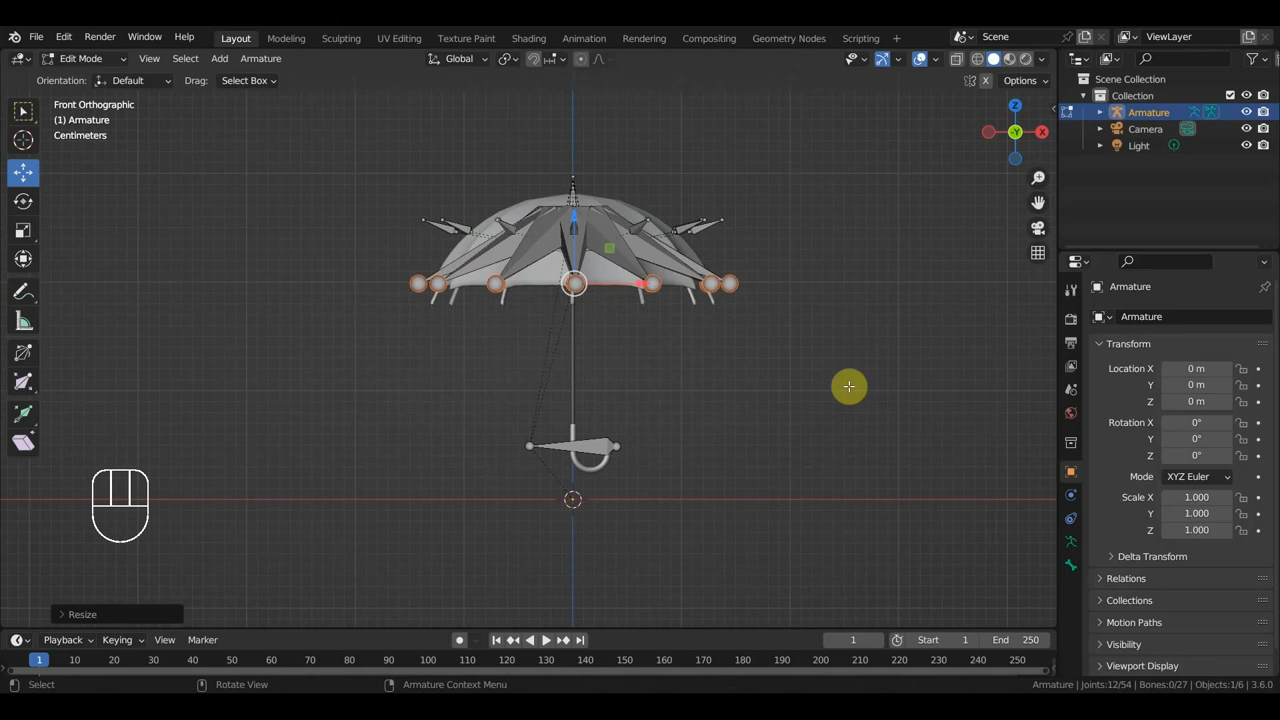 File Edit Render Window Help Layout Modeling Sculpting UV Editing Texture Paint Shading Animation Rendering Compositing Geometry Nodes Scripting + Scene ViewLayer
Edit Mode View Select Add Armature Global
Orientation: Default Drag: Select Box X Options
Front Orthographic
(1) Armature
Centimeters
Z
-Y
X
Scene Collection
Collection
Armature
Camera
Light
Armature
Armature
Transform
Location X 0 m
Y 0 m
Z 0 m
Rotation X 0°
Y 0°
Z 0°
Mode XYZ Euler
Scale X 1.000
Y 1.000
Z 1.000
Delta Transform
Relations
Collections
Motion Paths
Visibility
Viewport Display
Resize
Playback Keying View Marker 1 Start 1 End 250
1 10 20 30 40 50 60 70 80 90 100 110 120 130 140 150 160 170 180 190 200 210 220 230 240 250
Select Rotate View Armature Context Menu Armature | Joints:12/54 | Bones:0/27 | Objects:1/6 | 3.6.0